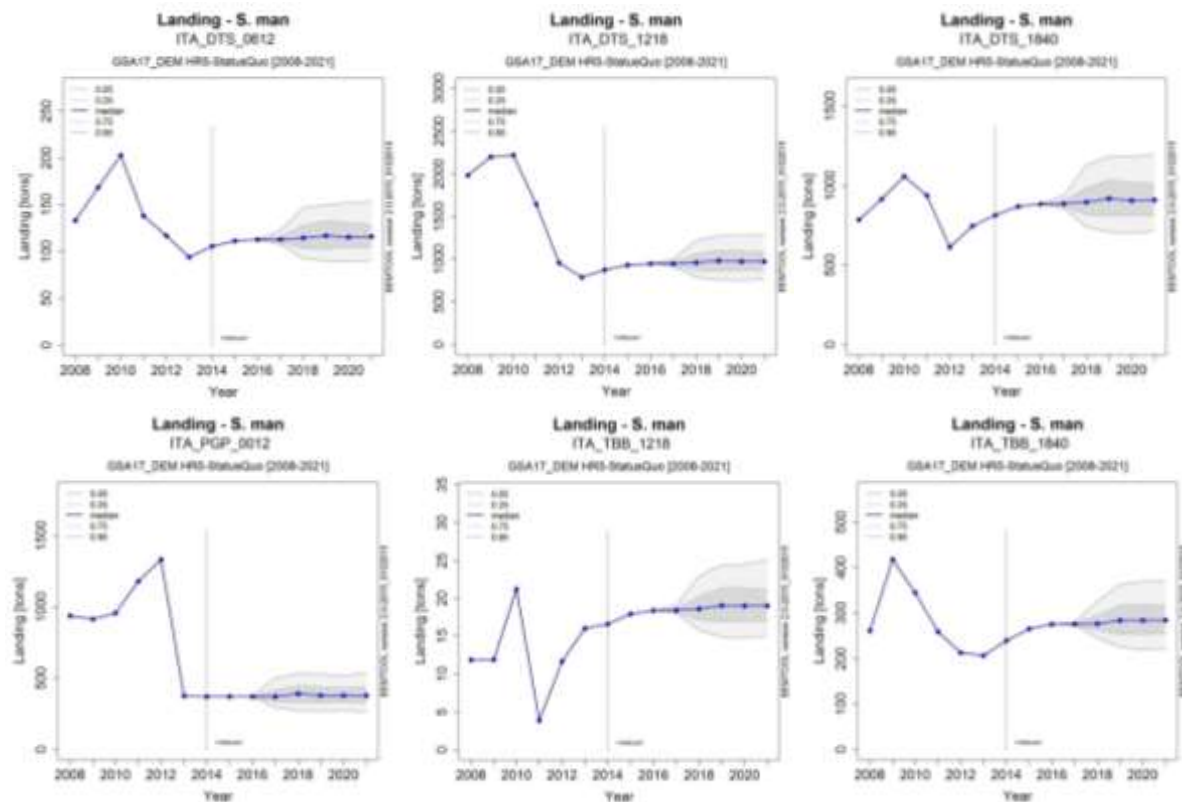 Landing - S. man
ITA_DTS_0612
GSA17_DEM HR5-StatusQuo [2008-2021]
0.05
0.25
median
0.75
0.95
Landing [tons]
250
200
150
100
50
0
2008 2010 2012 2014 2016 2018 2020
Year
Landing - S. man
ITA_DTS_1218
GSA17_DEM HR5-StatusQuo [2008-2021]
0.05
0.25
median
0.75
0.95
Landing [tons]
3000
2500
2000
1500
1000
500
0
2008 2010 2012 2014 2016 2018 2020
Year
Landing - S. man
ITA_DTS_1840
GSA17_DEM HR5-StatusQuo [2008-2021]
0.05
0.25
median
0.75
0.95
Landing [tons]
1500
1000
500
0
2008 2010 2012 2014 2016 2018 2020
Year
Landing - S. man
ITA_PGP_0012
GSA17_DEM HR5-StatusQuo [2008-2021]
0.05
0.25
median
0.75
0.95
Landing [tons]
1500
1000
500
0
2008 2010 2012 2014 2016 2018 2020
Year
Landing - S. man
ITA_TBB_1218
GSA17_DEM HR5-StatusQuo [2008-2021]
0.05
0.25
median
0.75
0.95
Landing [tons]
35
30
25
20
15
10
5
0
2008 2010 2012 2014 2016 2018 2020
Year
Landing - S. man
ITA_TBB_1840
GSA17_DEM HR5-StatusQuo [2008-2021]
0.05
0.25
median
0.75
0.95
Landing [tons]
500
400
300
200
100
0
2008 2010 2012 2014 2016 2018 2020
Year